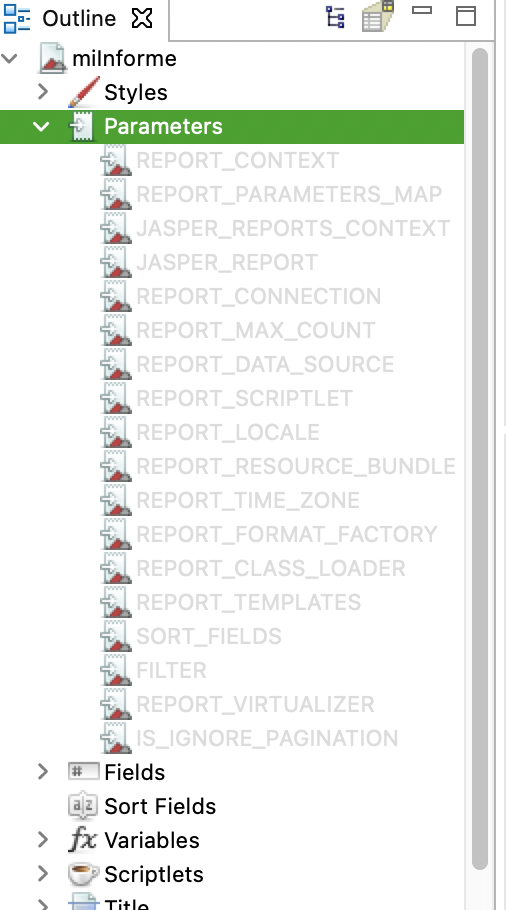 Outline
miInforme
Styles
Parameters
REPORT_CONTEXT
REPORT_PARAMETERS_MAP
JASPER_REPORTS_CONTEXT
JASPER_REPORT
REPORT_CONNECTION
REPORT_MAX_COUNT
REPORT_DATA_SOURCE
REPORT_SCRIPTLET
REPORT_LOCALE
REPORT_RESOURCE_BUNDLE
REPORT_TIME_ZONE
REPORT_FORMAT_FACTORY
REPORT_CLASS_LOADER
REPORT_TEMPLATES
SORT_FIELDS
FILTER
REPORT_VIRTUALIZER
IS_IGNORE_PAGINATION
# Fields
a z Sort Fields
fx Variables
Scriptlets
Title